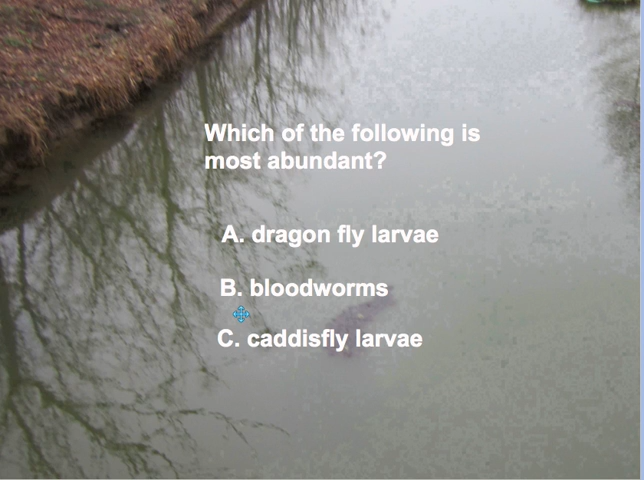 Which of the following is
most abundant?
A. dragon fly larvae
B. bloodworms
C. caddisfly larvae